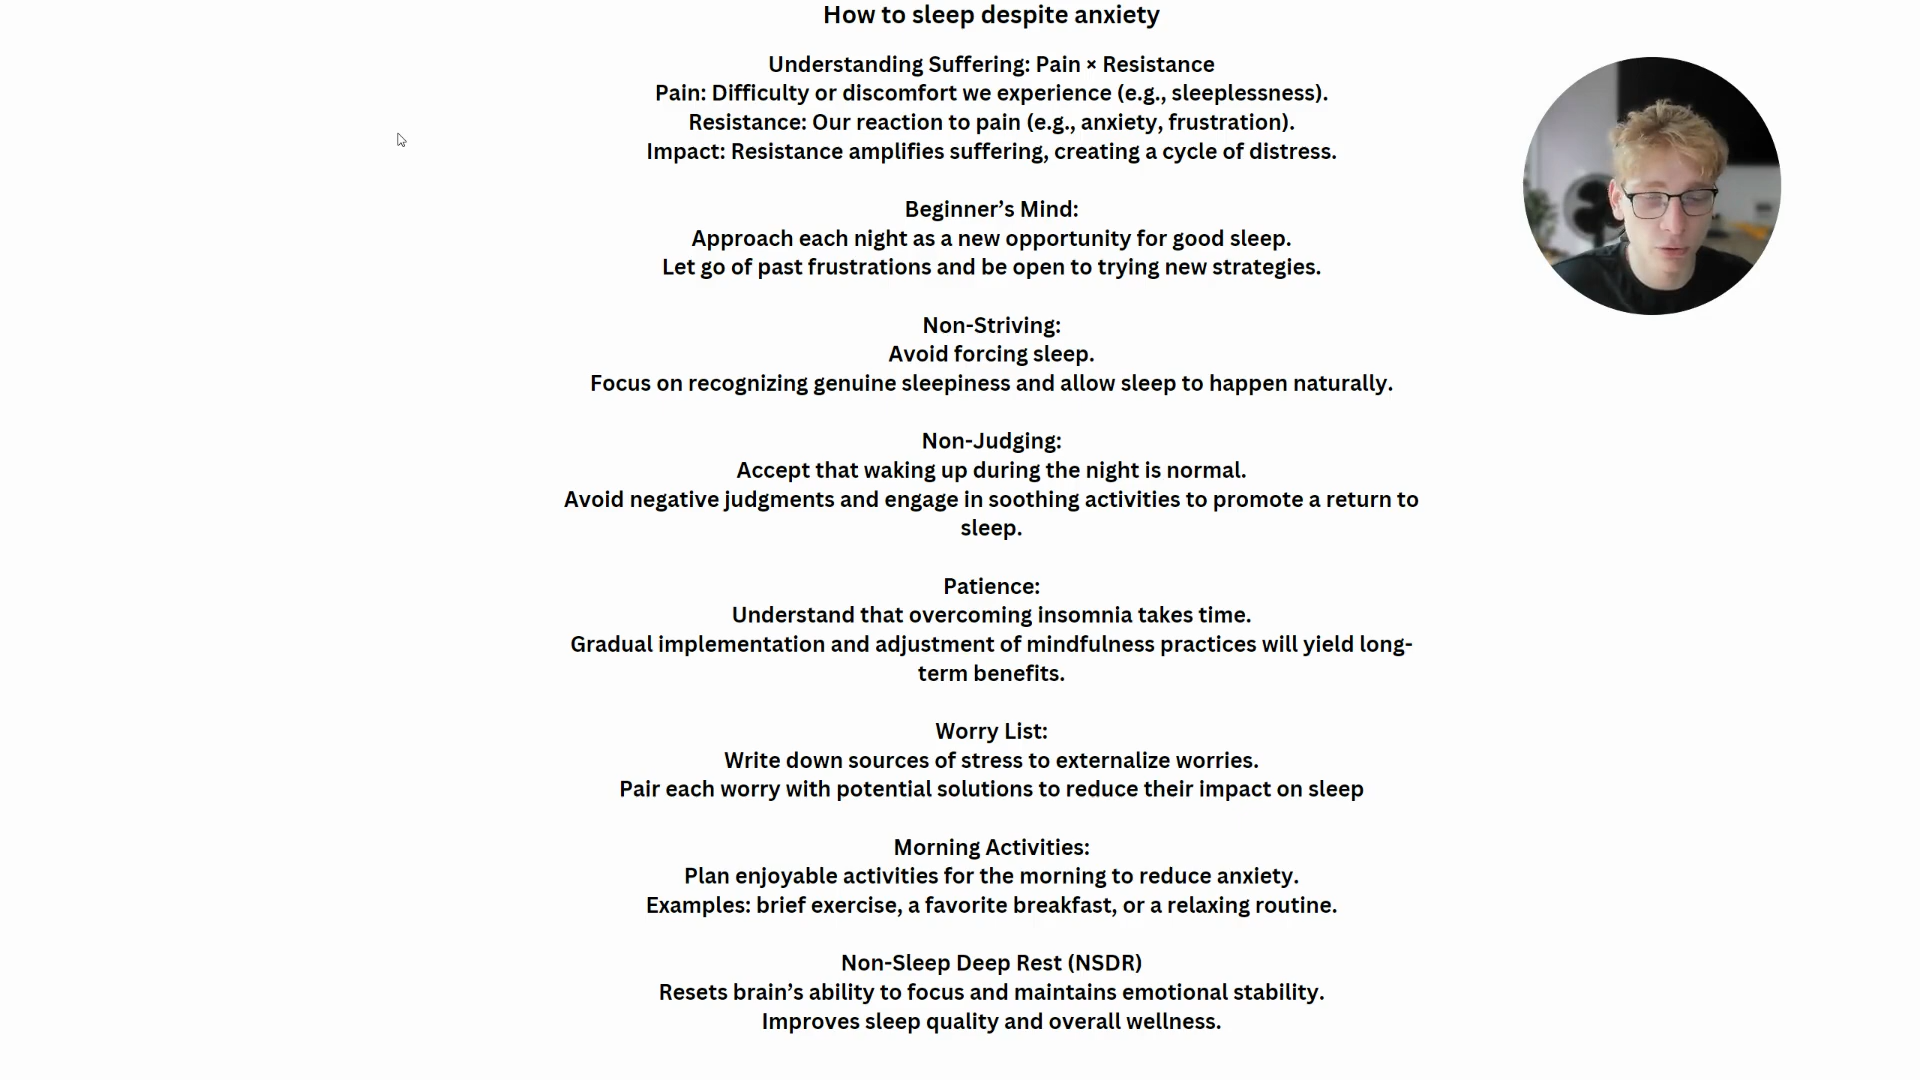 How to sleep despite anxiety
Understanding Suffering: Pain × Resistance
Pain: Difficulty or discomfort we experience (e.g., sleeplessness).
Resistance: Our reaction to pain (e.g., anxiety, frustration).
Impact: Resistance amplifies suffering, creating a cycle of distress.
Beginner’s Mind:
Approach each night as a new opportunity for good sleep.
Let go of past frustrations and be open to trying new strategies.
Non-Striving:
Avoid forcing sleep.
Focus on recognizing genuine sleepiness and allow sleep to happen naturally.
Non-Judging:
Accept that waking up during the night is normal.
Avoid negative judgments and engage in soothing activities to promote a return to
sleep.
Patience:
Understand that overcoming insomnia takes time.
Gradual implementation and adjustment of mindfulness practices will yield long-
term benefits.
Worry List:
Write down sources of stress to externalize worries.
Pair each worry with potential solutions to reduce their impact on sleep
Morning Activities:
Plan enjoyable activities for the morning to reduce anxiety.
Examples: brief exercise, a favorite breakfast, or a relaxing routine.
Non-Sleep Deep Rest (NSDR)
Resets brain’s ability to focus and maintains emotional stability.
Improves sleep quality and overall wellness.